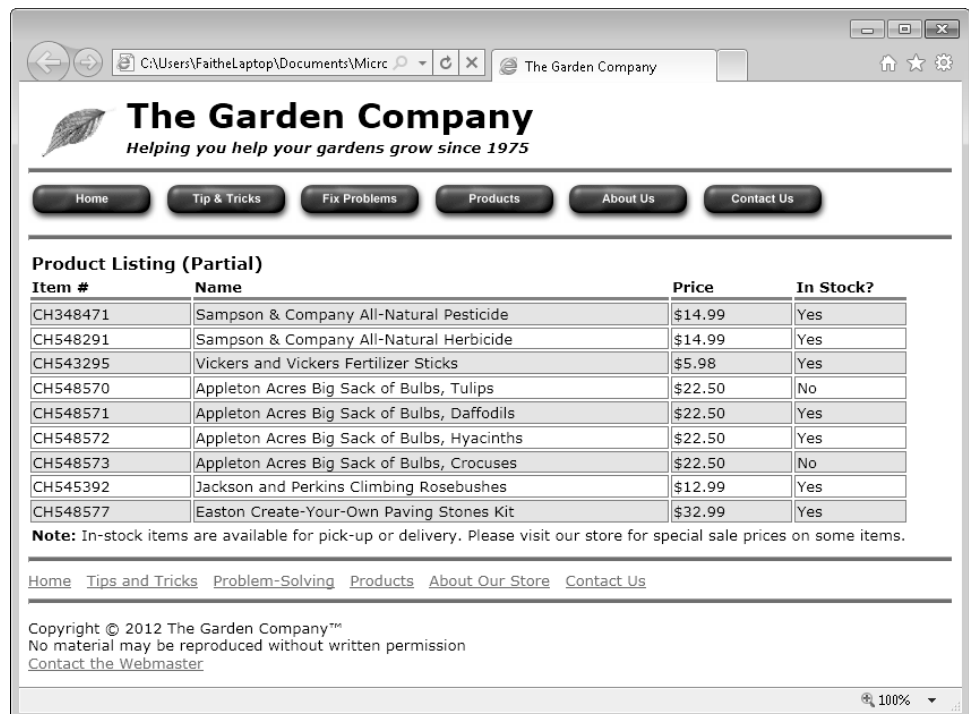 C:\Users\FaitheLaptop\Documents\Micrc
The Garden Company
The Garden Company
Helping you help your gardens grow since 1975
Home Tip & Tricks Fix Problems Products About Us Contact Us
Product Listing (Partial)
Item # Name Price In Stock?
CH348471 Sampson & Company All-Natural Pesticide $14.99 Yes
CH548291 Sampson & Company All-Natural Herbicide $14.99 Yes
CH543295 Vickers and Vickers Fertilizer Sticks $5.98 Yes
CH548570 Appleton Acres Big Sack of Bulbs, Tulips $22.50 No
CH548571 Appleton Acres Big Sack of Bulbs, Daffodils $22.50 Yes
CH548572 Appleton Acres Big Sack of Bulbs, Hyacinths $22.50 Yes
CH548573 Appleton Acres Big Sack of Bulbs, Crocuses $22.50 No
CH545392 Jackson and Perkins Climbing Rosebushes $12.99 Yes
CH548577 Easton Create-Your-Own Paving Stones Kit $32.99 Yes
Note: In-stock items are available for pick-up or delivery. Please visit our store for special sale prices on some items.
Home Tips and Tricks Problem-Solving Products About Our Store Contact Us
Copyright © 2012 The Garden Company™
No material may be reproduced without written permission
Contact the Webmaster
100%